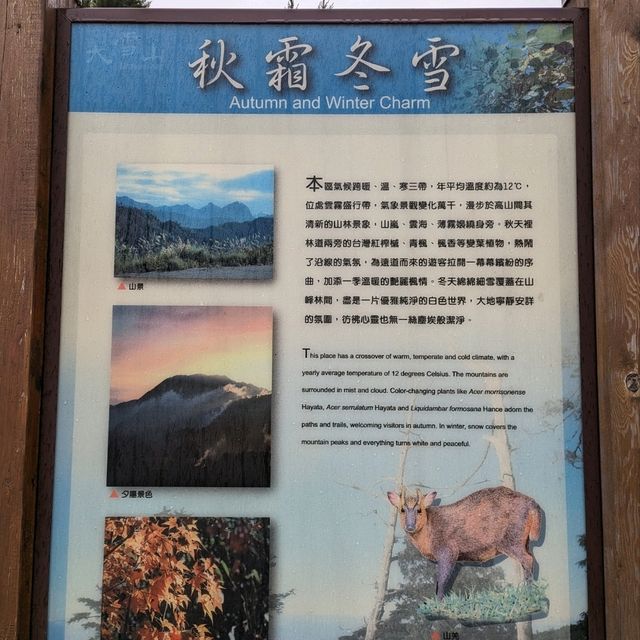 大雪山
秋霜冬雪
Autumn and Winter Charm
本區氣候跨暖、溫、寒三帶，年平均溫度約為12℃，
位處雲霧盛行帶，氣象景觀變化萬千，漫步於高山間其
清新的山林景象，山嵐、雲海、薄霧嬝繞身旁。秋天裡
林道兩旁的台灣紅榨槭、青楓、楓香等變葉植物，熱鬧
了沿線的氣氛，為遠道而來的遊客拉開一幕幕繽紛的序
曲，加添一季溫暖的艷麗楓情。冬天綿綿細雪覆蓋在山
峰林間，盡是一片優雅純淨的白色世界，大地寧靜安詳
的氛圍，彷彿心靈也無一絲塵埃般潔淨。
▲山景
This place has a crossover of warm, temperate and cold climate, with a
yearly average temperature of 12 degrees Celsius. The mountains are
surrounded in mist and cloud. Color-changing plants like Acer morrisonense
Hayata, Acer serrulatum Hayata and Liquidambar formosana Hance adorn the
paths and trails, welcoming visitors in autumn. In winter, snow covers the
mountain peaks and everything turns white and peaceful.
▲夕照景色
山羌